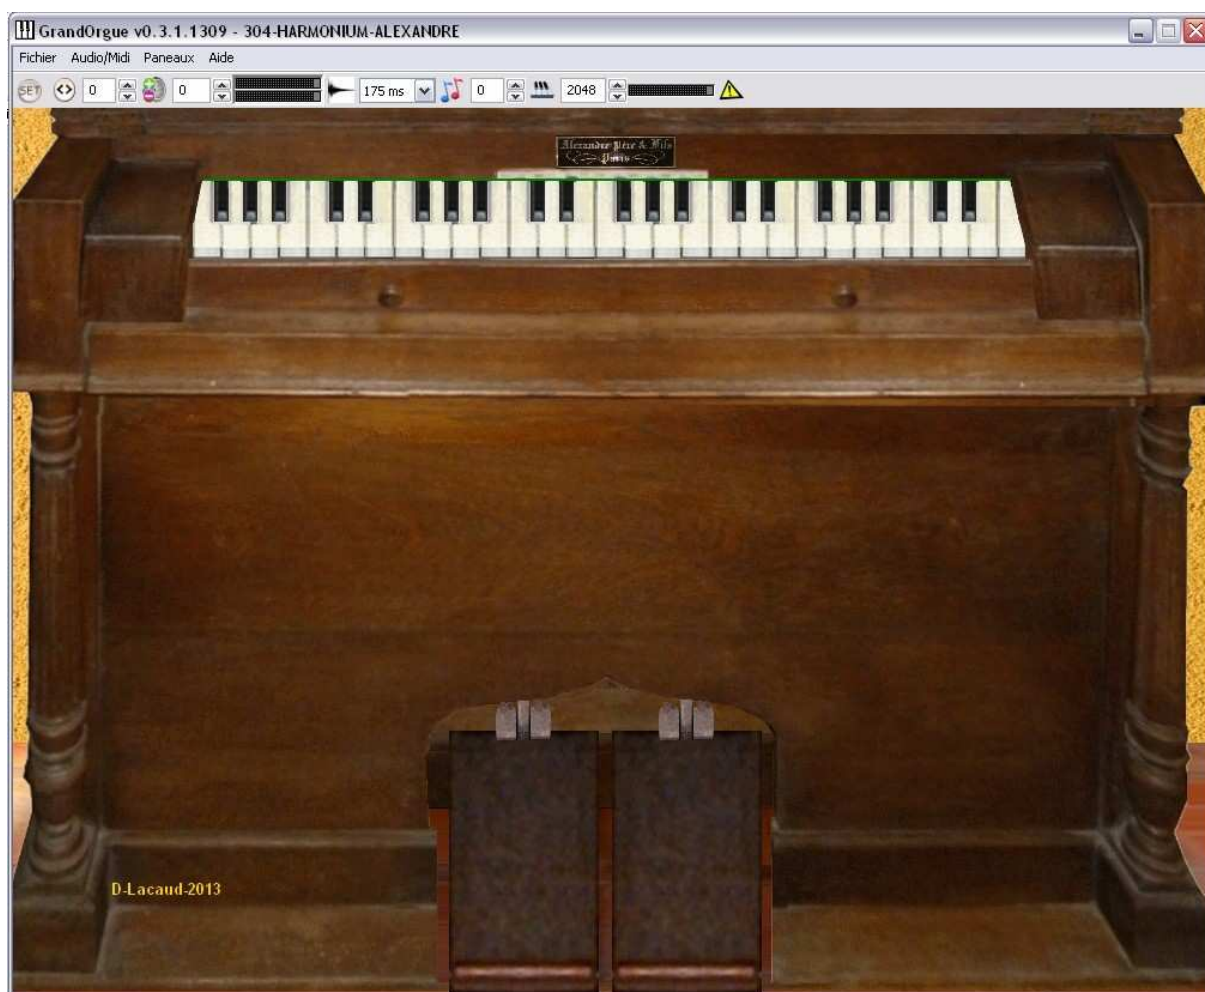 GrandOrgue v0.3.1.1309 - 304-HARMONIUM-ALEXANDRE
Fichier Audio/Midi Paneaux Aide
SET 0 0 175 ms 0 2048
Alexandre Père & Fils
Paris
D-Lacaud-2013